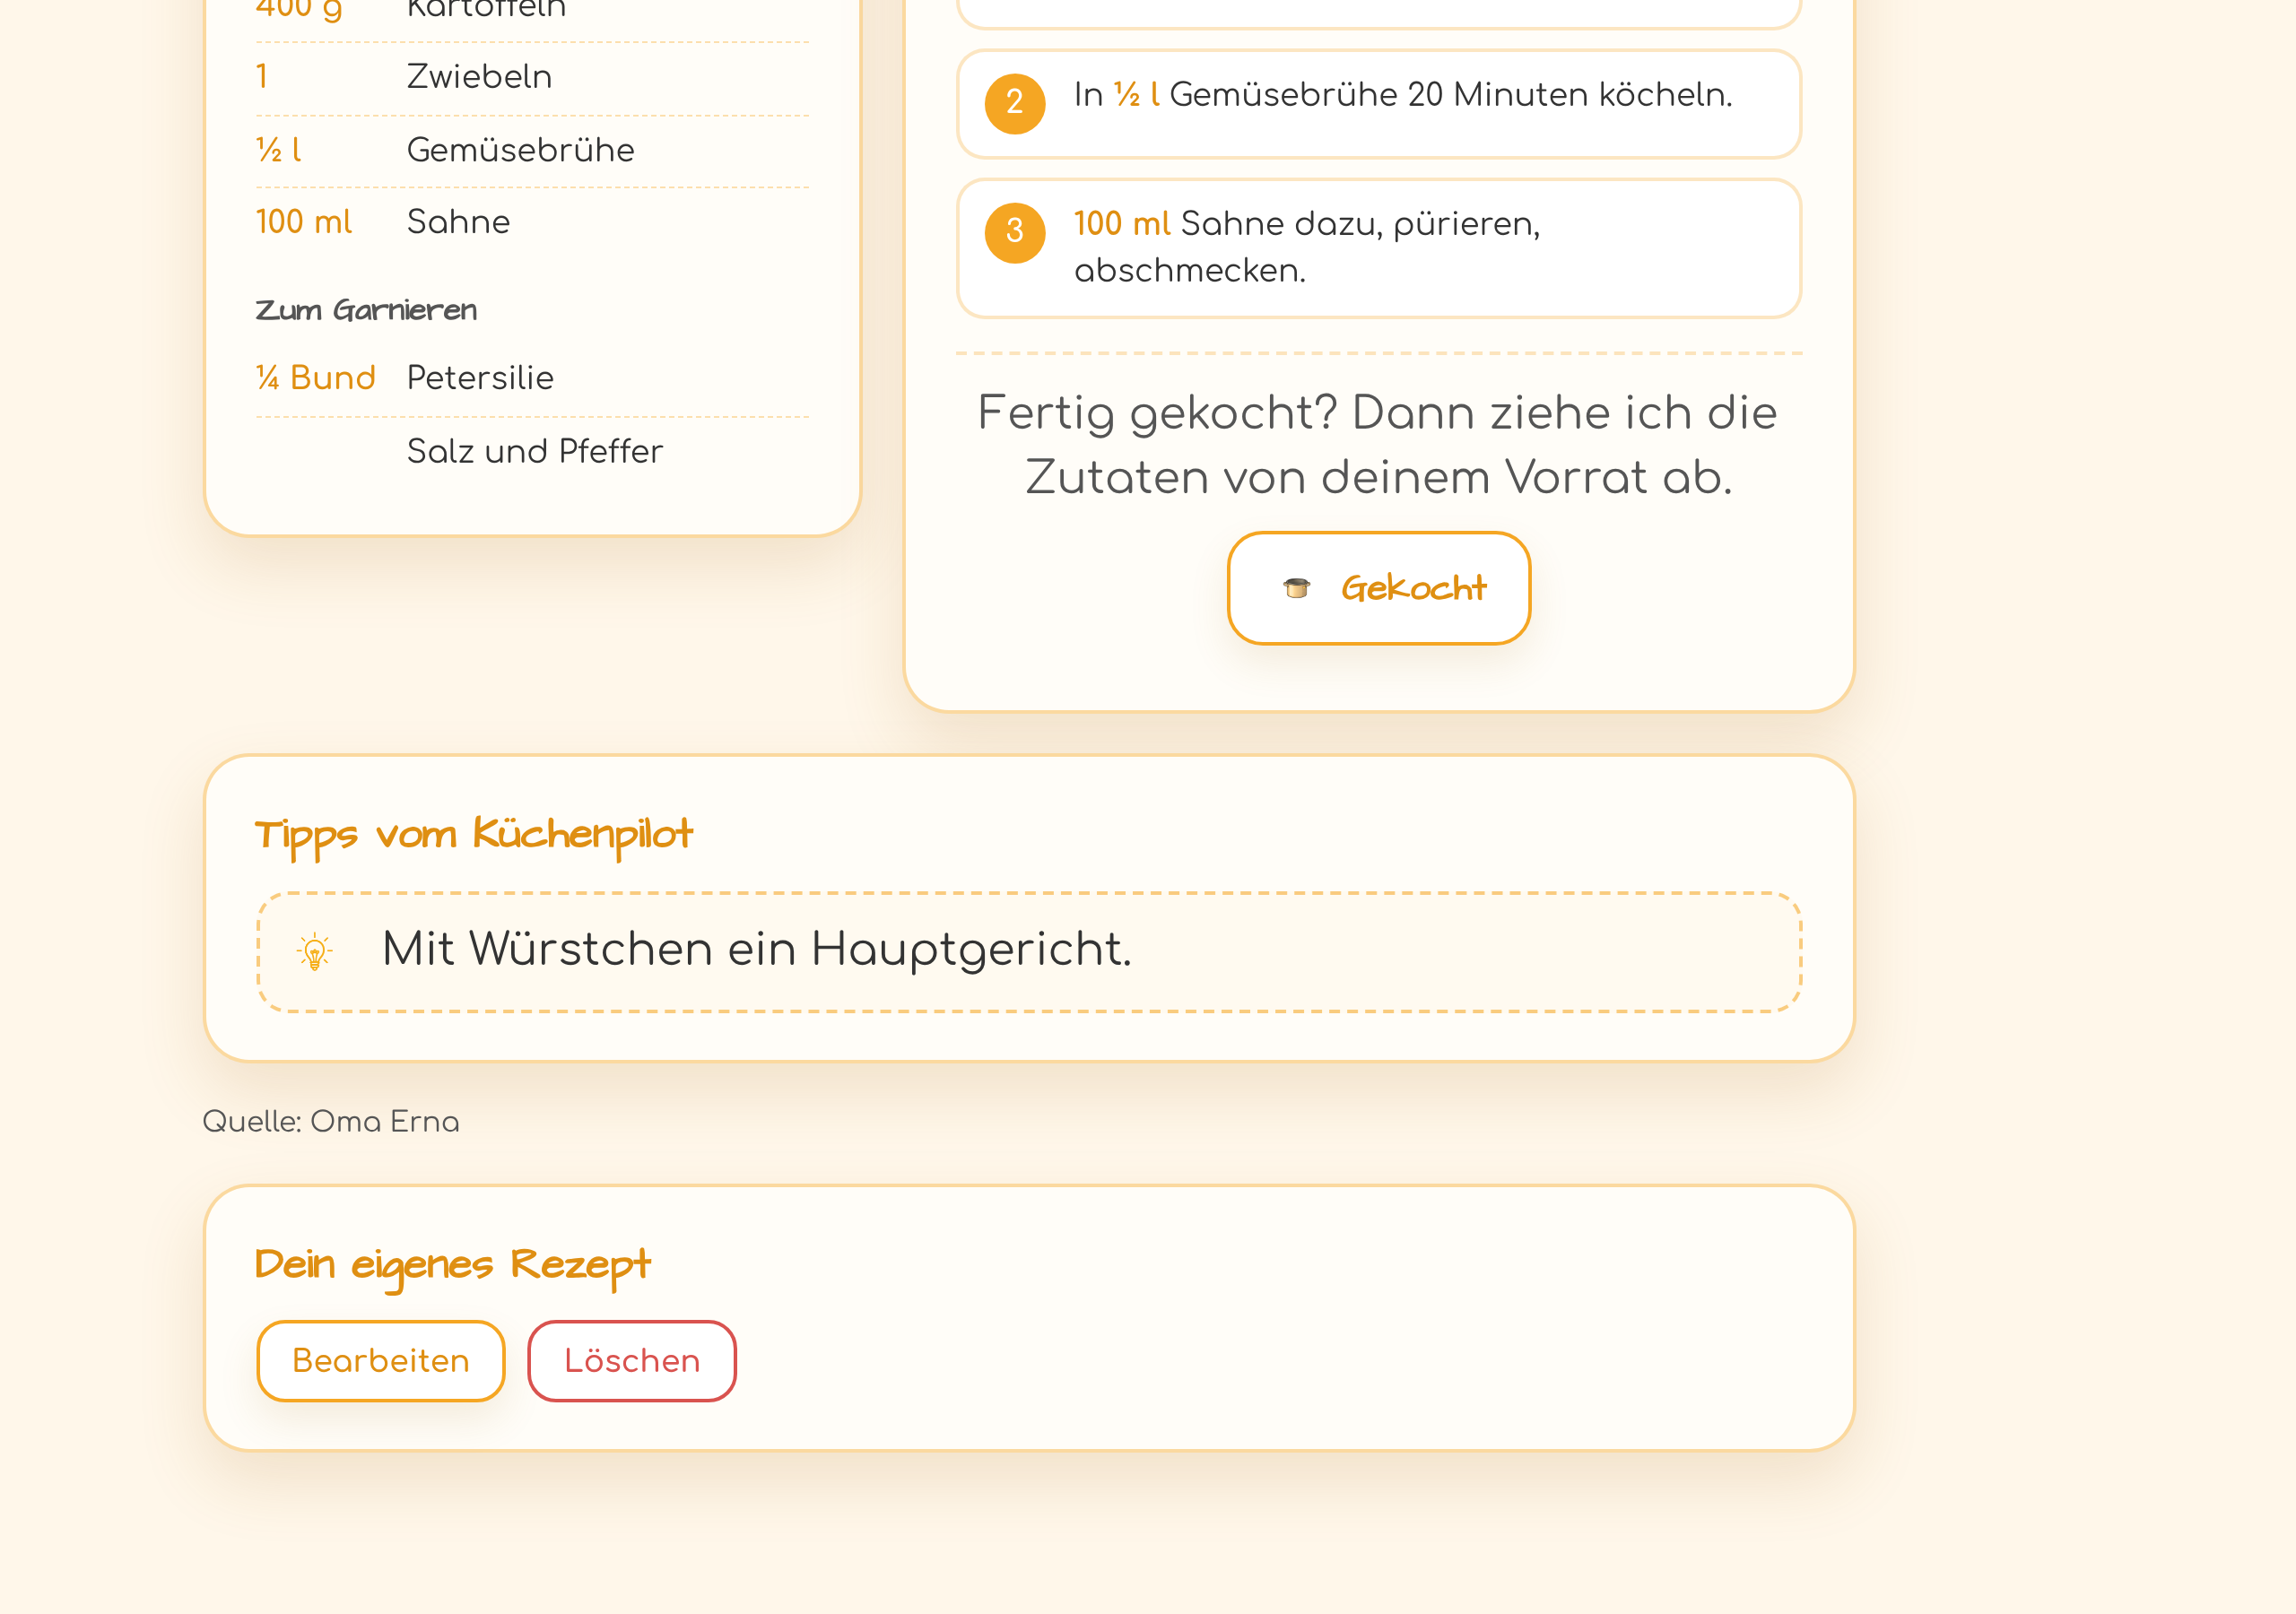 400 g Kartoffeln
1 Zwiebeln
½ l Gemüsebrühe
100 ml Sahne
Zum Garnieren
¼ Bund Petersilie
Salz und Pfeffer
2 In ½ l Gemüsebrühe 20 Minuten köcheln.
3 100 ml Sahne dazu, pürieren,
abschmecken.
Fertig gekocht? Dann ziehe ich die
Zutaten von deinem Vorrat ab.
Gekocht
Tipps vom Küchenpilot
Mit Würstchen ein Hauptgericht.
Quelle: Oma Erna
Dein eigenes Rezept
Bearbeiten Löschen